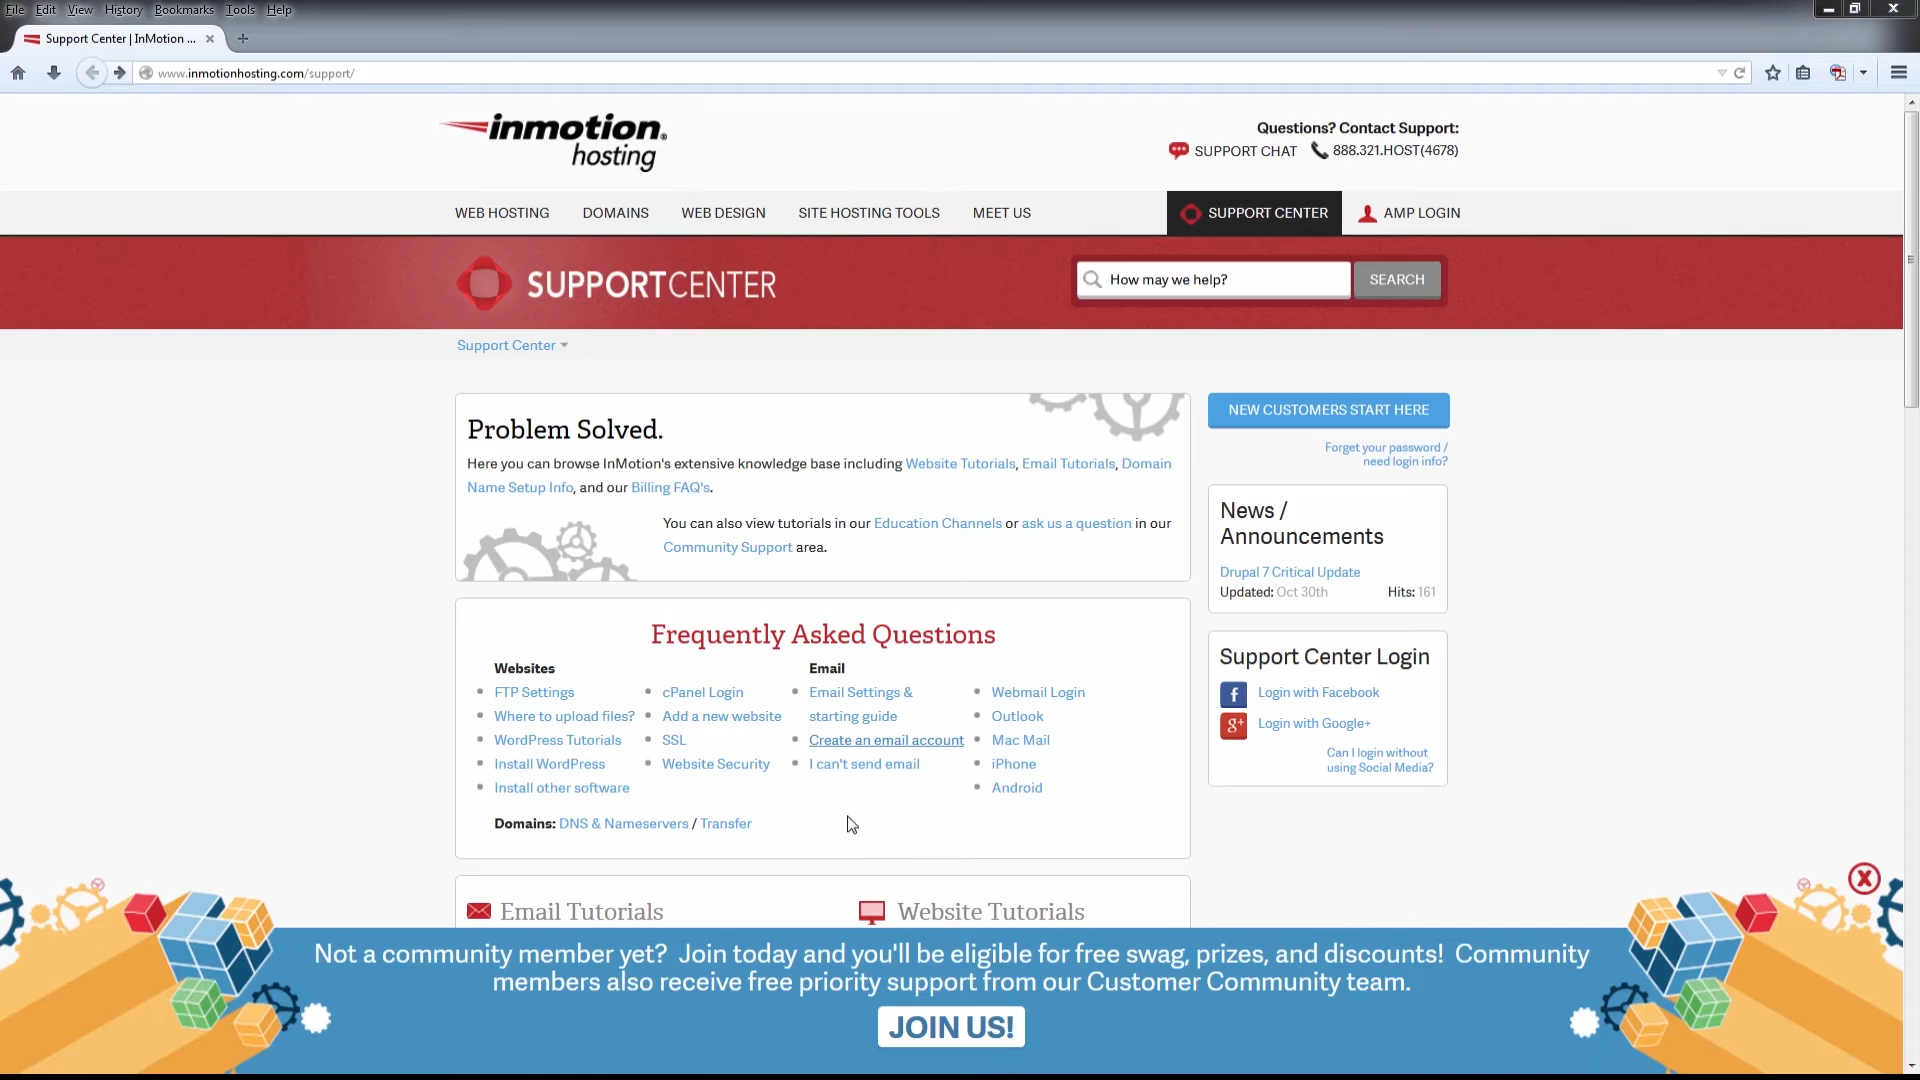 File Edit View History Bookmarks Tools Help
Support Center | InMotion ...
www.inmotionhosting.com/support/
inmotion®
hosting
Questions? Contact Support:
SUPPORT CHAT 888.321.HOST(4678)
WEB HOSTING DOMAINS WEB DESIGN SITE HOSTING TOOLS MEET US SUPPORT CENTER AMP LOGIN
SUPPORTCENTER
How may we help? SEARCH
Support Center
Problem Solved.
Here you can browse InMotion's extensive knowledge base including Website Tutorials, Email Tutorials, Domain
Name Setup Info, and our Billing FAQ's.
You can also view tutorials in our Education Channels or ask us a question in our
Community Support area.
NEW CUSTOMERS START HERE
Forget your password /
need login info?
News /
Announcements
Drupal 7 Critical Update
Updated: Oct 30th Hits: 161
Support Center Login
f Login with Facebook
g+ Login with Google+
Can I login without
using Social Media?
Frequently Asked Questions
Websites
FTP Settings
Where to upload files?
WordPress Tutorials
Install WordPress
Install other software
cPanel Login
Add a new website
SSL
Website Security
Email
Email Settings &
starting guide
Create an email account
I can't send email
Webmail Login
Outlook
Mac Mail
iPhone
Android
Domains: DNS & Nameservers / Transfer
Email Tutorials Website Tutorials
Not a community member yet? Join today and you'll be eligible for free swag, prizes, and discounts! Community
members also receive free priority support from our Customer Community team.
JOIN US!